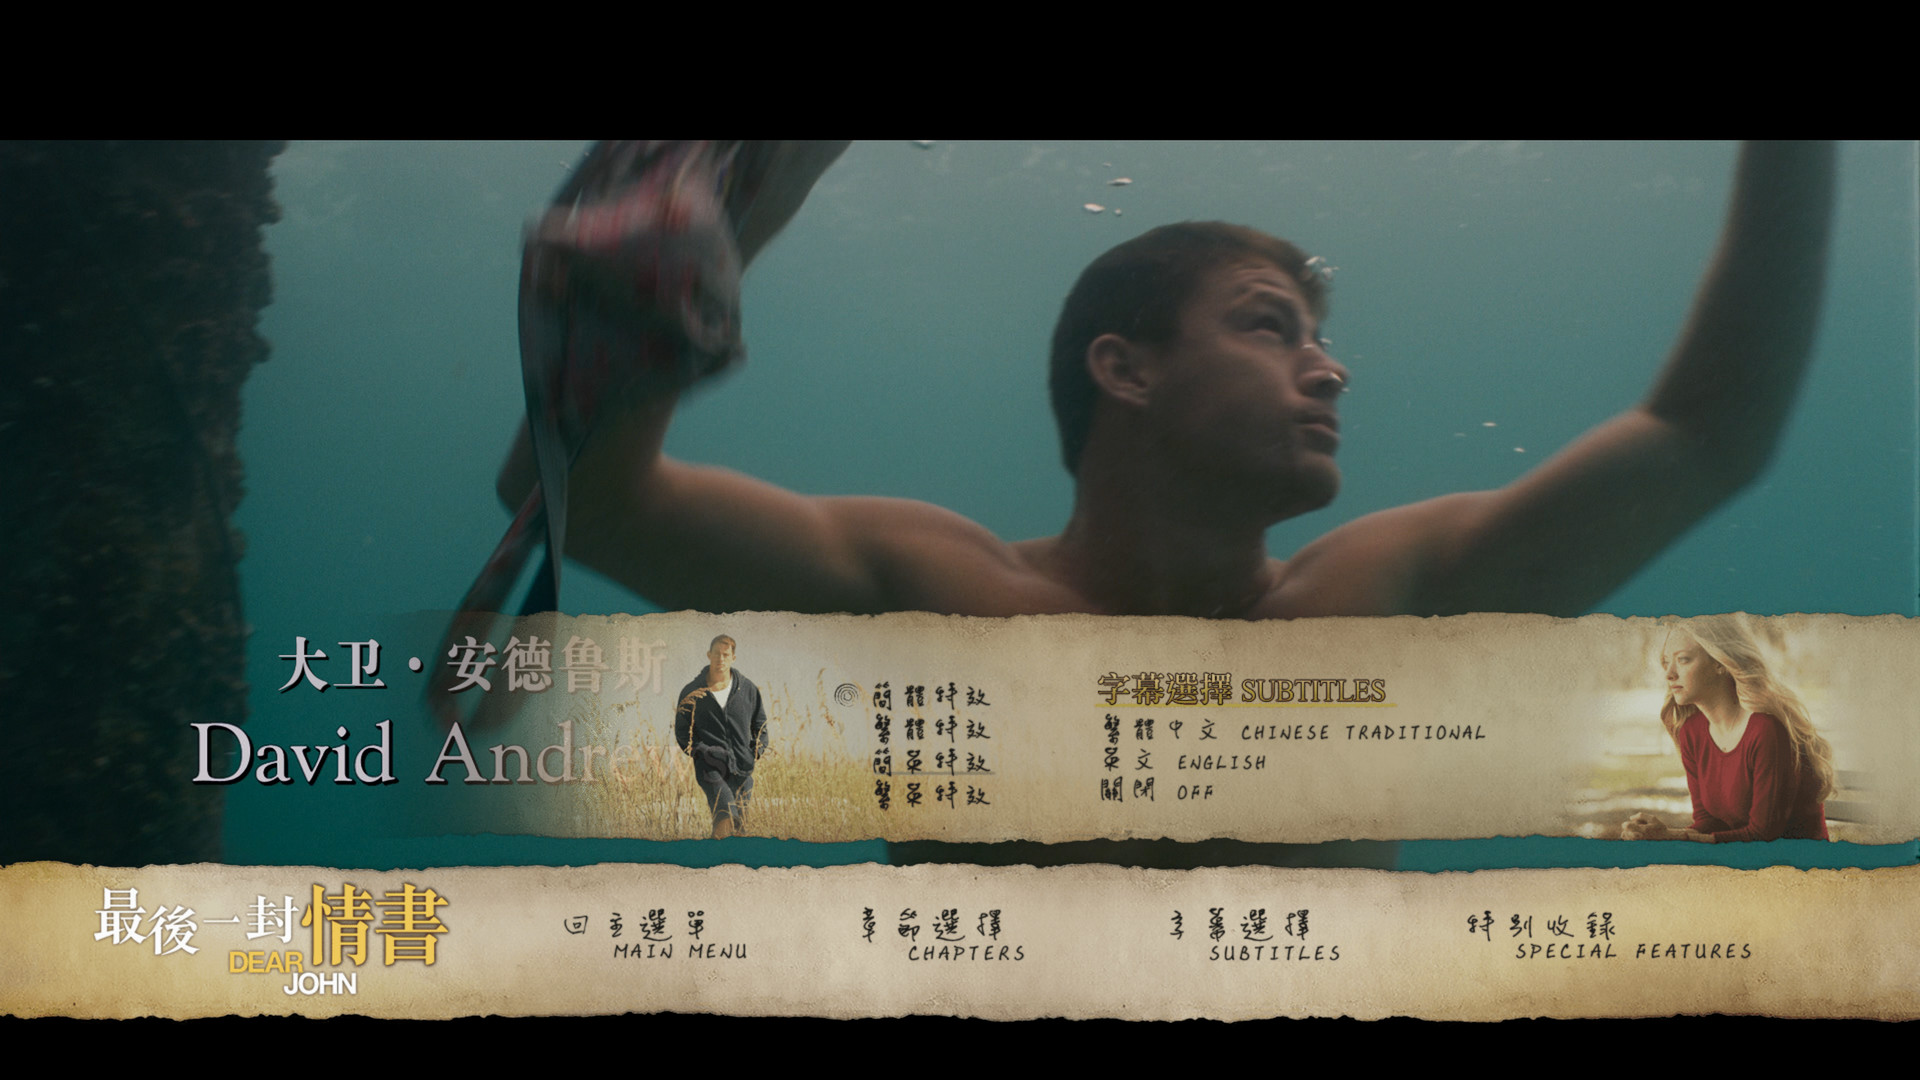 大卫·安德鲁斯
David Andrew
簡體特效
繁體特效
簡英特效
繁英特效
字幕選擇 SUBTITLES
繁體中文 CHINESE TRADITIONAL
英文 ENGLISH
關閉 OFF
最後一封情書
DEAR
JOHN
回主選單
MAIN MENU
章節選擇
CHAPTERS
字幕選擇
SUBTITLES
特別收錄
SPECIAL FEATURES